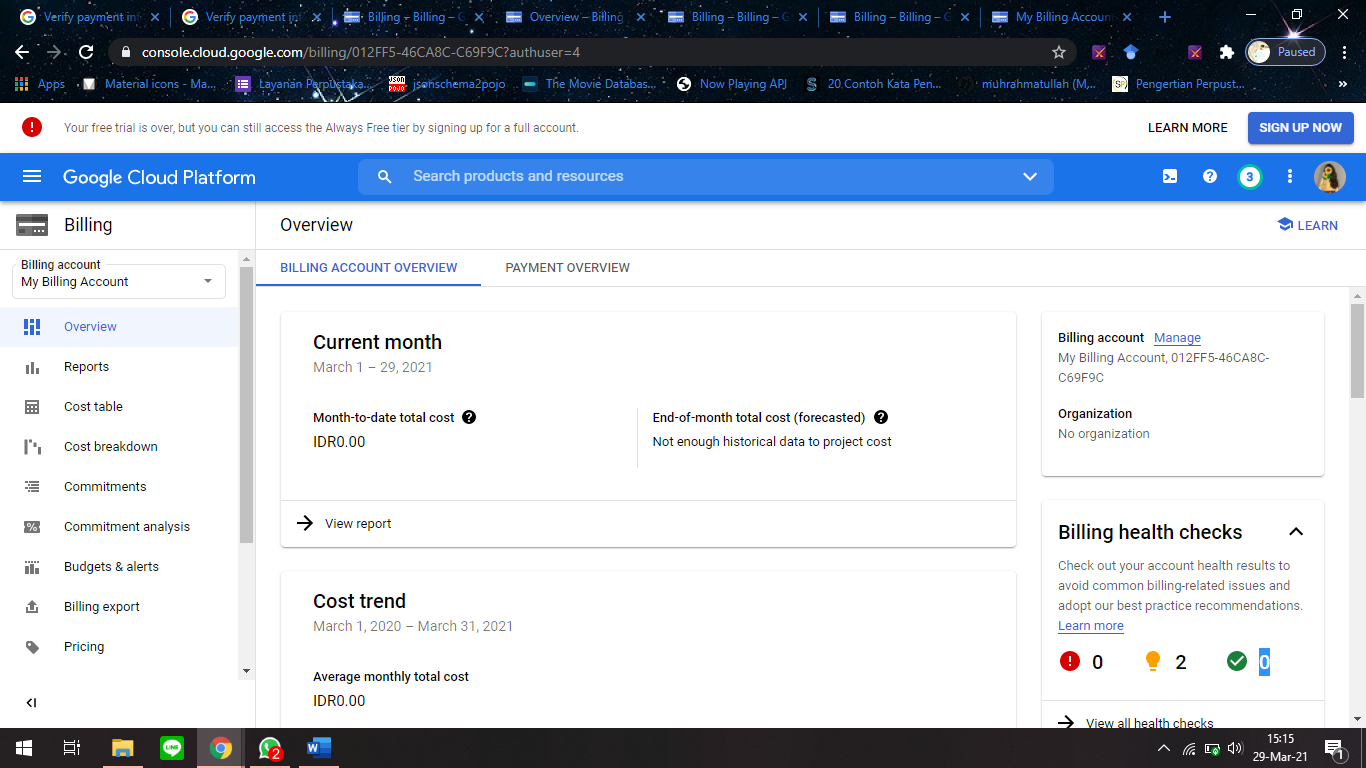 Verify payment inf
Verify payment inf
Billing – Billing – G
Overview – Billing
Billing – Billing – G
Billing – Billing – G
My Billing Accoun
console.cloud.google.com/billing/012FF5-46CA8C-C69F9C?authuser=4
Paused
Apps
Material icons - Ma...
Layanan Perpustaka...
JSON
POJO
jsonschema2pojo
The Movie Databas...
Now Playing APJ
20 Contoh Kata Pen...
muhrahmatullah (M...
SP
Pengertian Perpust...
»
Your free trial is over, but you can still access the Always Free tier by signing up for a full account.
LEARN MORE
SIGN UP NOW
Google Cloud Platform
Search products and resources
3
Billing
Overview
LEARN
Billing account
My Billing Account
BILLING ACCOUNT OVERVIEW
PAYMENT OVERVIEW
Overview
Reports
Cost table
Cost breakdown
Commitments
Commitment analysis
Budgets & alerts
Billing export
Pricing
Current month
March 1 – 29, 2021
Month-to-date total cost
IDR0.00
End-of-month total cost (forecasted)
Not enough historical data to project cost
View report
Cost trend
March 1, 2020 – March 31, 2021
Average monthly total cost
IDR0.00
Billing account Manage
My Billing Account, 012FF5-46CA8C-
C69F9C
Organization
No organization
Billing health checks
Check out your account health results to
avoid common billing-related issues and
adopt our best practice recommendations.
Learn more
0 2 0
View all health checks
LINE
2
W
15:15
29-Mar-21
1